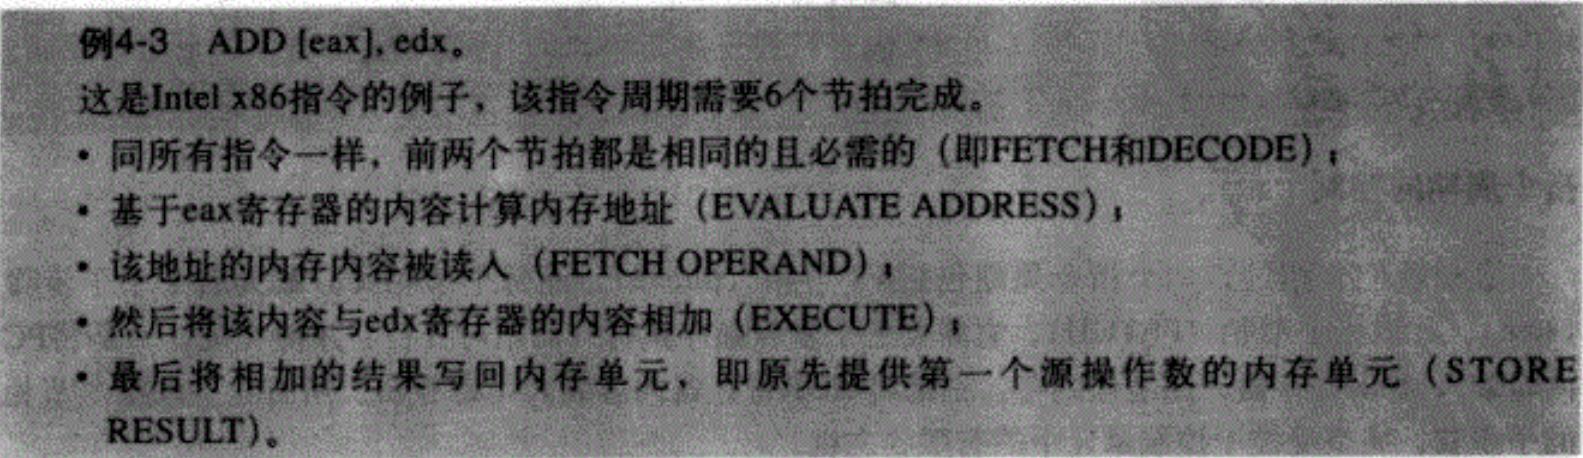 例4-3 ADD [eax], edx。
这是Intel x86指令的例子，该指令周期需要6个节拍完成。
• 同所有指令一样，前两个节拍都是相同的且必需的（即FETCH和DECODE）；
• 基于eax寄存器的内容计算内存地址（EVALUATE ADDRESS）；
• 该地址的内存内容被读入（FETCH OPERAND）；
• 然后将该内容与edx寄存器的内容相加（EXECUTE）；
• 最后将相加的结果写回内存单元，即原先提供第一个源操作数的内存单元（STORE
RESULT）。